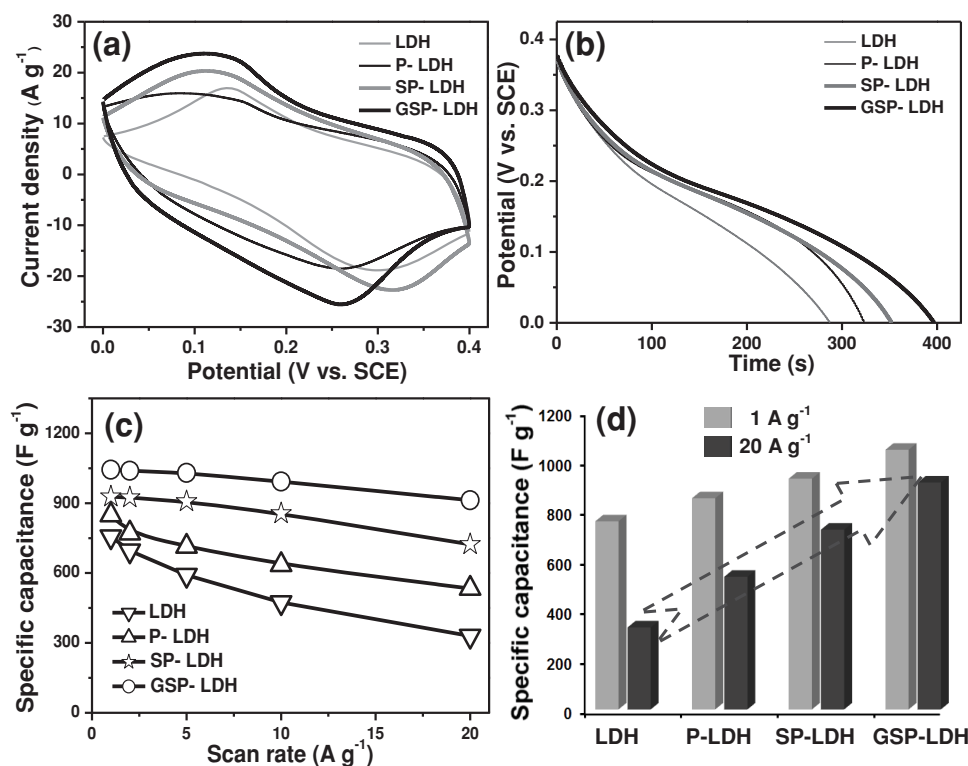 (a)
LDH
P- LDH
SP- LDH
GSP- LDH
30
20
10
0
-10
-20
-30
Current density (A g⁻¹)
0.0 0.1 0.2 0.3 0.4
Potential (V vs. SCE)
(b)
LDH
P- LDH
SP- LDH
GSP- LDH
0.4
0.3
0.2
0.1
0.0
Potential (V vs. SCE)
0 100 200 300 400
Time (s)
(c)
1200
900
600
300
0
Specific capacitance (F g⁻¹)
LDH
P- LDH
SP- LDH
GSP- LDH
0 5 10 15 20
Scan rate (A g⁻¹)
(d)
1 A g⁻¹
20 A g⁻¹
1200
1000
800
600
400
200
0
Specific capacitance (F g⁻¹)
LDH P-LDH SP-LDH GSP-LDH